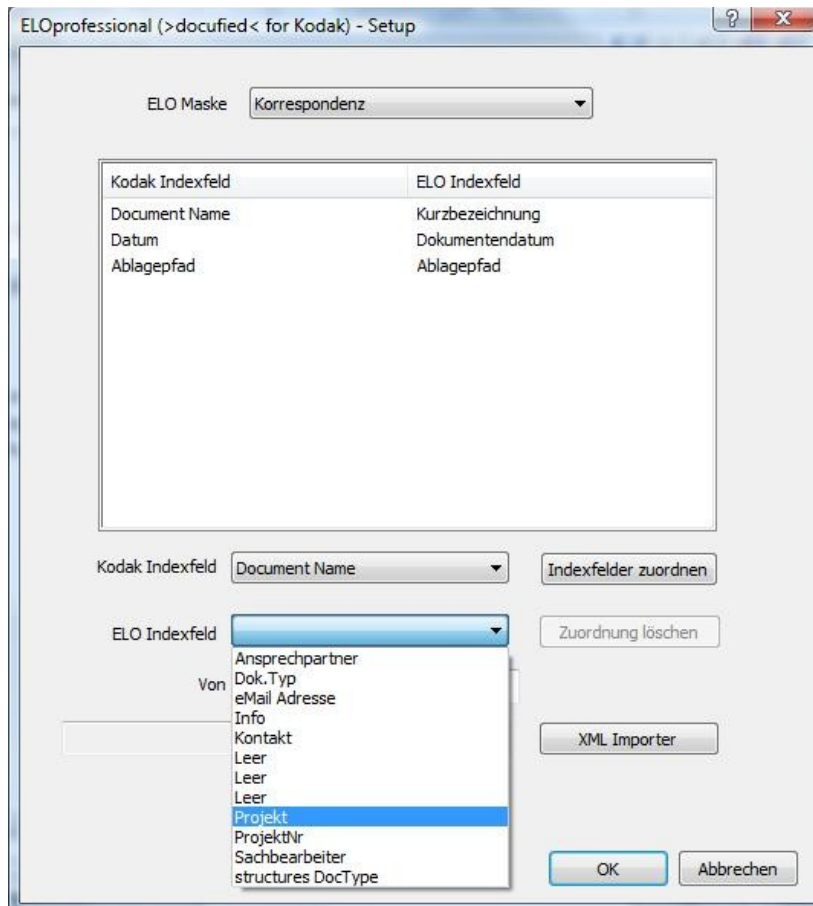 ELOprofessional (>docufied< for Kodak) - Setup
ELO Maske Korrespondenz
Kodak Indexfeld ELO Indexfeld
Document Name Kurzbezeichnung
Datum Dokumentendatum
Ablagepfad Ablagepfad
Kodak Indexfeld Document Name Indexfelder zuordnen
ELO Indexfeld Zuordnung löschen
Ansprechpartner
Von Dok.Typ
eMail Adresse
Info
Kontakt XML Importer
Leer
Leer
Leer
Projekt
ProjektNr
Sachbearbeiter
structures DocType
OK Abbrechen